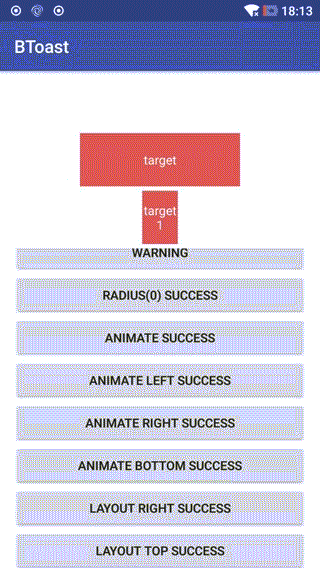 18:13
BToast
target
target
1
WARNING
RADIUS(0) SUCCESS
ANIMATE SUCCESS
ANIMATE LEFT SUCCESS
ANIMATE RIGHT SUCCESS
ANIMATE BOTTOM SUCCESS
LAYOUT RIGHT SUCCESS
LAYOUT TOP SUCCESS